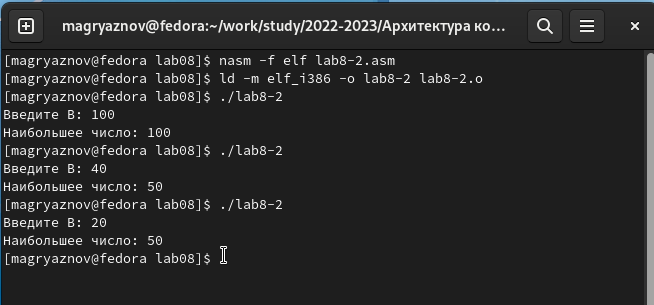 magryaznov@fedora:~/work/study/2022-2023/Архитектура ко...
[magryaznov@fedora lab08]$ nasm -f elf lab8-2.asm
[magryaznov@fedora lab08]$ ld -m elf_i386 -o lab8-2 lab8-2.o
[magryaznov@fedora lab08]$ ./lab8-2
Введите B: 100
Наибольшее число: 100
[magryaznov@fedora lab08]$ ./lab8-2
Введите B: 40
Наибольшее число: 50
[magryaznov@fedora lab08]$ ./lab8-2
Введите B: 20
Наибольшее число: 50
[magryaznov@fedora lab08]$